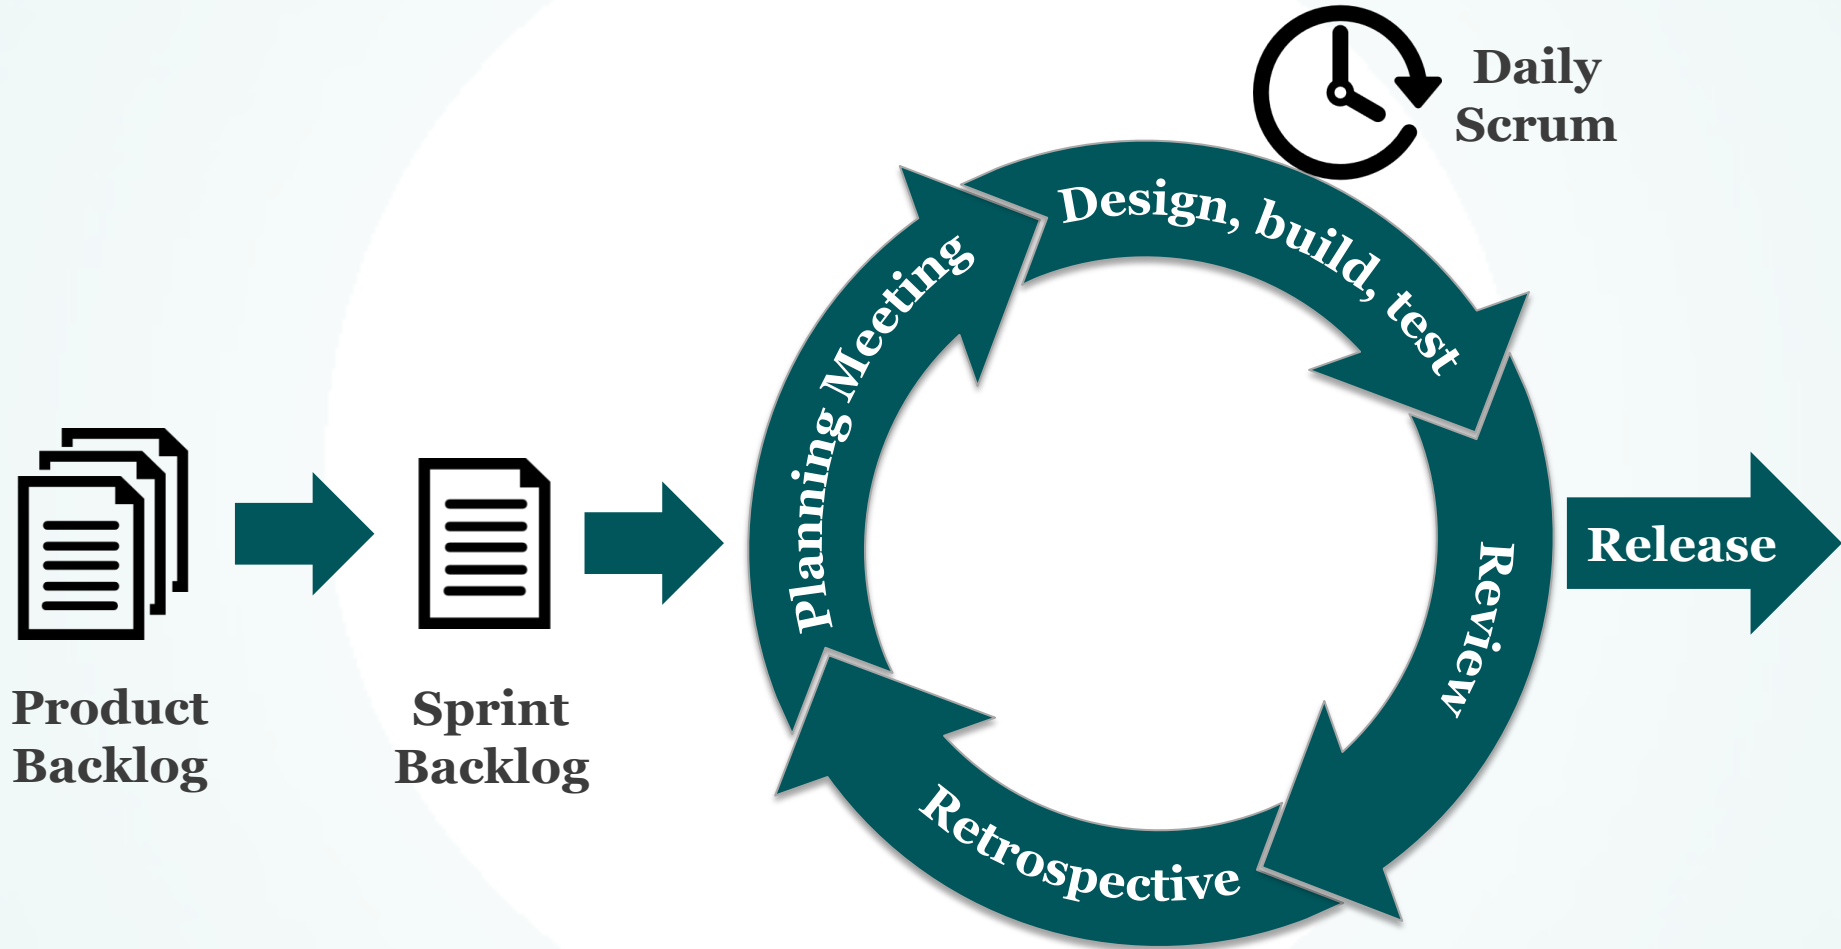 Daily
Scrum
Design, build, test
Planning Meeting
Release
Review
Product
Backlog
Sprint
Backlog
Retrospective